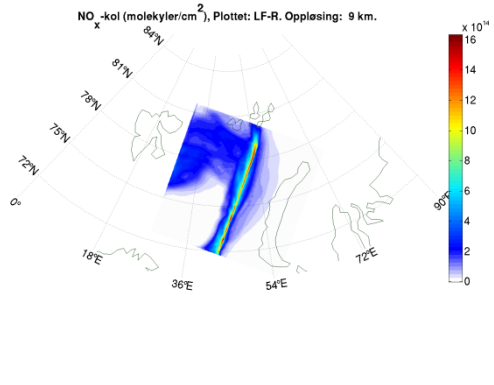 NOx-kol (molekyler/cm2), Plottet: LF-R. Oppløsing: 9 km.
x 10^14
84°N
81°N
78°N
75°N
72°N
0°
18°E
36°E
54°E
72°E
90°E
16
14
12
10
8
6
4
2
0